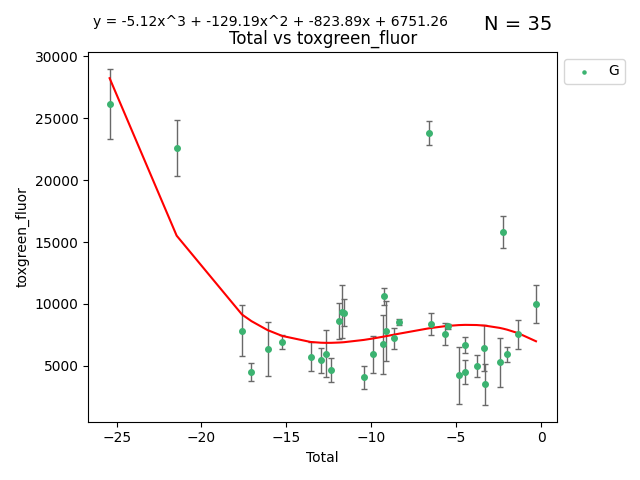 y = -5.12x^3 + -129.19x^2 + -823.89x + 6751.26
N = 35
Total vs toxgreen_fluor
G
30000
25000
20000
15000
10000
5000
toxgreen_fluor
−25 −20 −15 −10 −5 0
Total